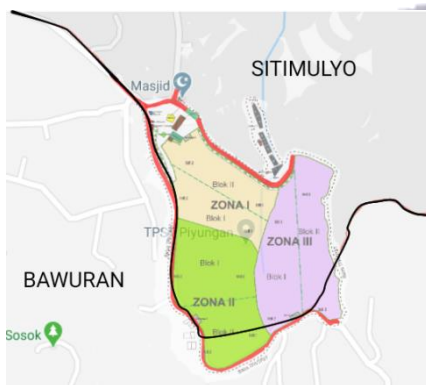 SITIMULYO
Masjid
Blok II
ZONA I
Blok I
TPST Piyungan
Blok II
ZONA III
Blok I
Blok I
BAWURAN
ZONA II
Blok II
Sosok